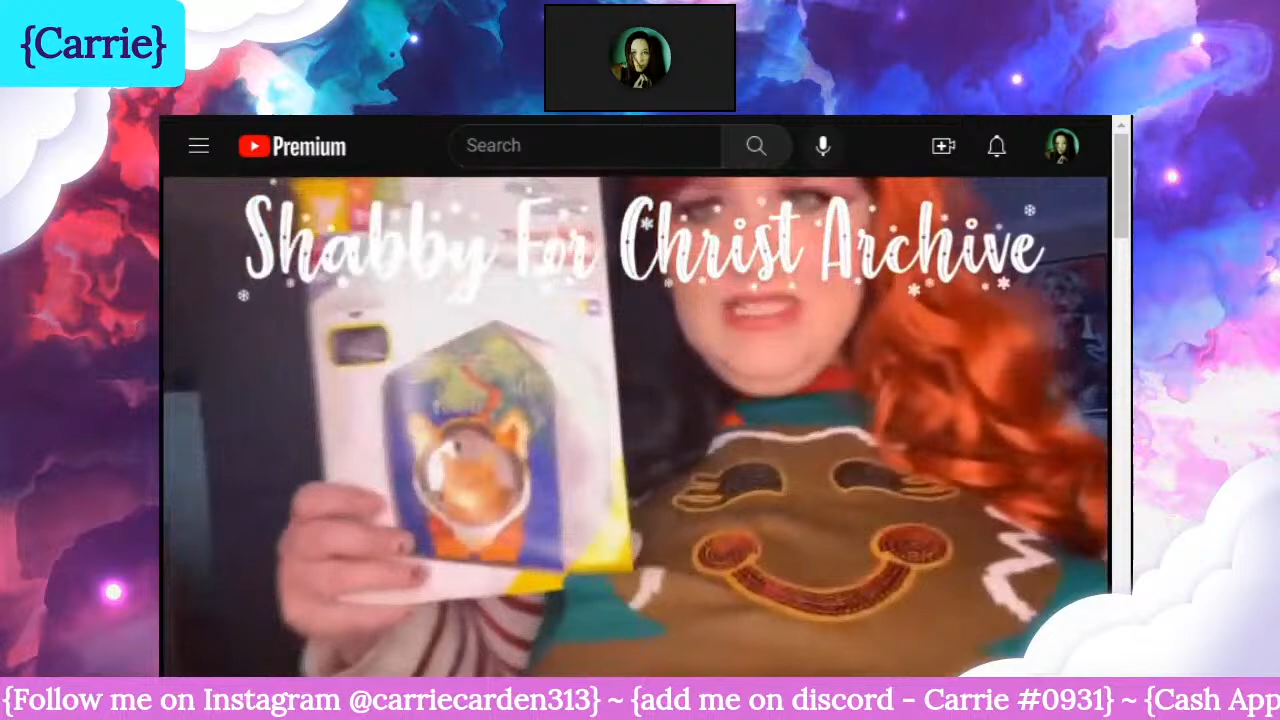 {Carrie}
Premium
Search
Shabby For Christ Archive
{Follow me on Instagram @carriecarden313} ~ {add me on discord - Carrie #0931} ~ {Cash App